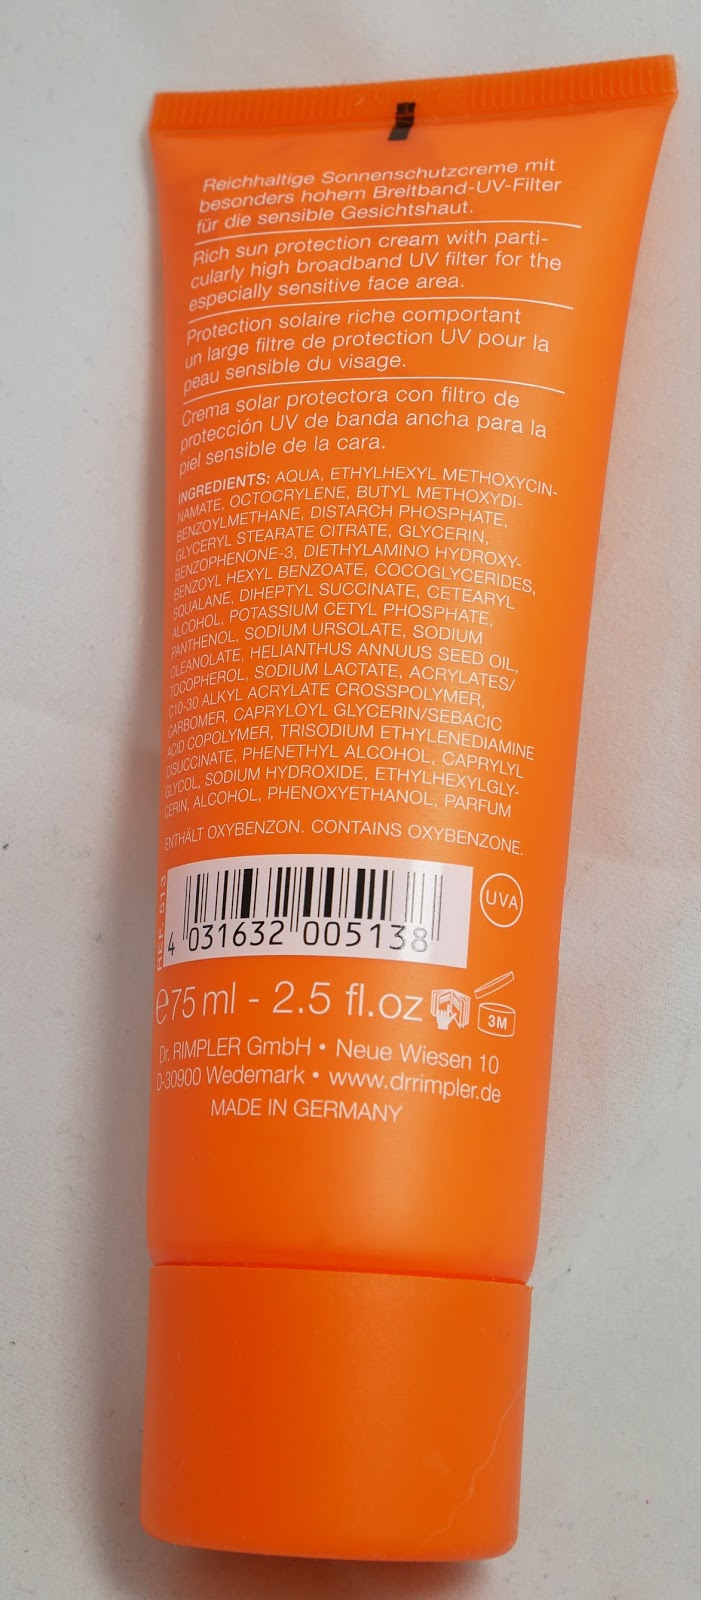 Reichhaltige Sonnenschutzcreme mit
besonders hohem Breitband-UV-Filter
für die sensible Gesichtshaut.
Rich sun protection cream with parti-
cularly high broadband UV filter for the
especially sensitive face area.
Protection solaire riche comportant
un large filtre de protection UV pour la
peau sensible du visage.
Crema solar protectora con filtro de
protección UV de banda ancha para la
piel sensible de la cara.
INGREDIENTS: AQUA, ETHYLHEXYL METHOXYCIN-
NAMATE, OCTOCRYLENE, BUTYL METHOXYDI-
BENZOYLMETHANE, DISTARCH PHOSPHATE,
GLYCERYL STEARATE CITRATE, GLYCERIN,
BENZOPHENONE-3, DIETHYLAMINO HYDROXY-
BENZOYL HEXYL BENZOATE, COCOGLYCERIDES,
SQUALANE, DIHEPTYL SUCCINATE, CETEARYL
ALCOHOL, POTASSIUM CETYL PHOSPHATE,
PANTHENOL, SODIUM URSOLATE, SODIUM
OLEANOLATE, HELIANTHUS ANNUUS SEED OIL,
TOCOPHEROL, SODIUM LACTATE, ACRYLATES/
C10-30 ALKYL ACRYLATE CROSSPOLYMER,
CARBOMER, CAPRYLOYL GLYCERIN/SEBACIC
ACID COPOLYMER, TRISODIUM ETHYLENEDIAMINE
DISUCCINATE, PHENETHYL ALCOHOL, CAPRYLYL
GLYCOL, SODIUM HYDROXIDE, ETHYLHEXYLGLY-
CERIN, ALCOHOL, PHENOXYETHANOL, PARFUM
ENTHÄLT OXYBENZON. CONTAINS OXYBENZONE.
REF. 513
4 031632 005138
UVA
℮75 ml - 2.5 fl.oz
3M
Dr. RIMPLER GmbH • Neue Wiesen 10
D-30900 Wedemark • www.drrimpler.de
MADE IN GERMANY